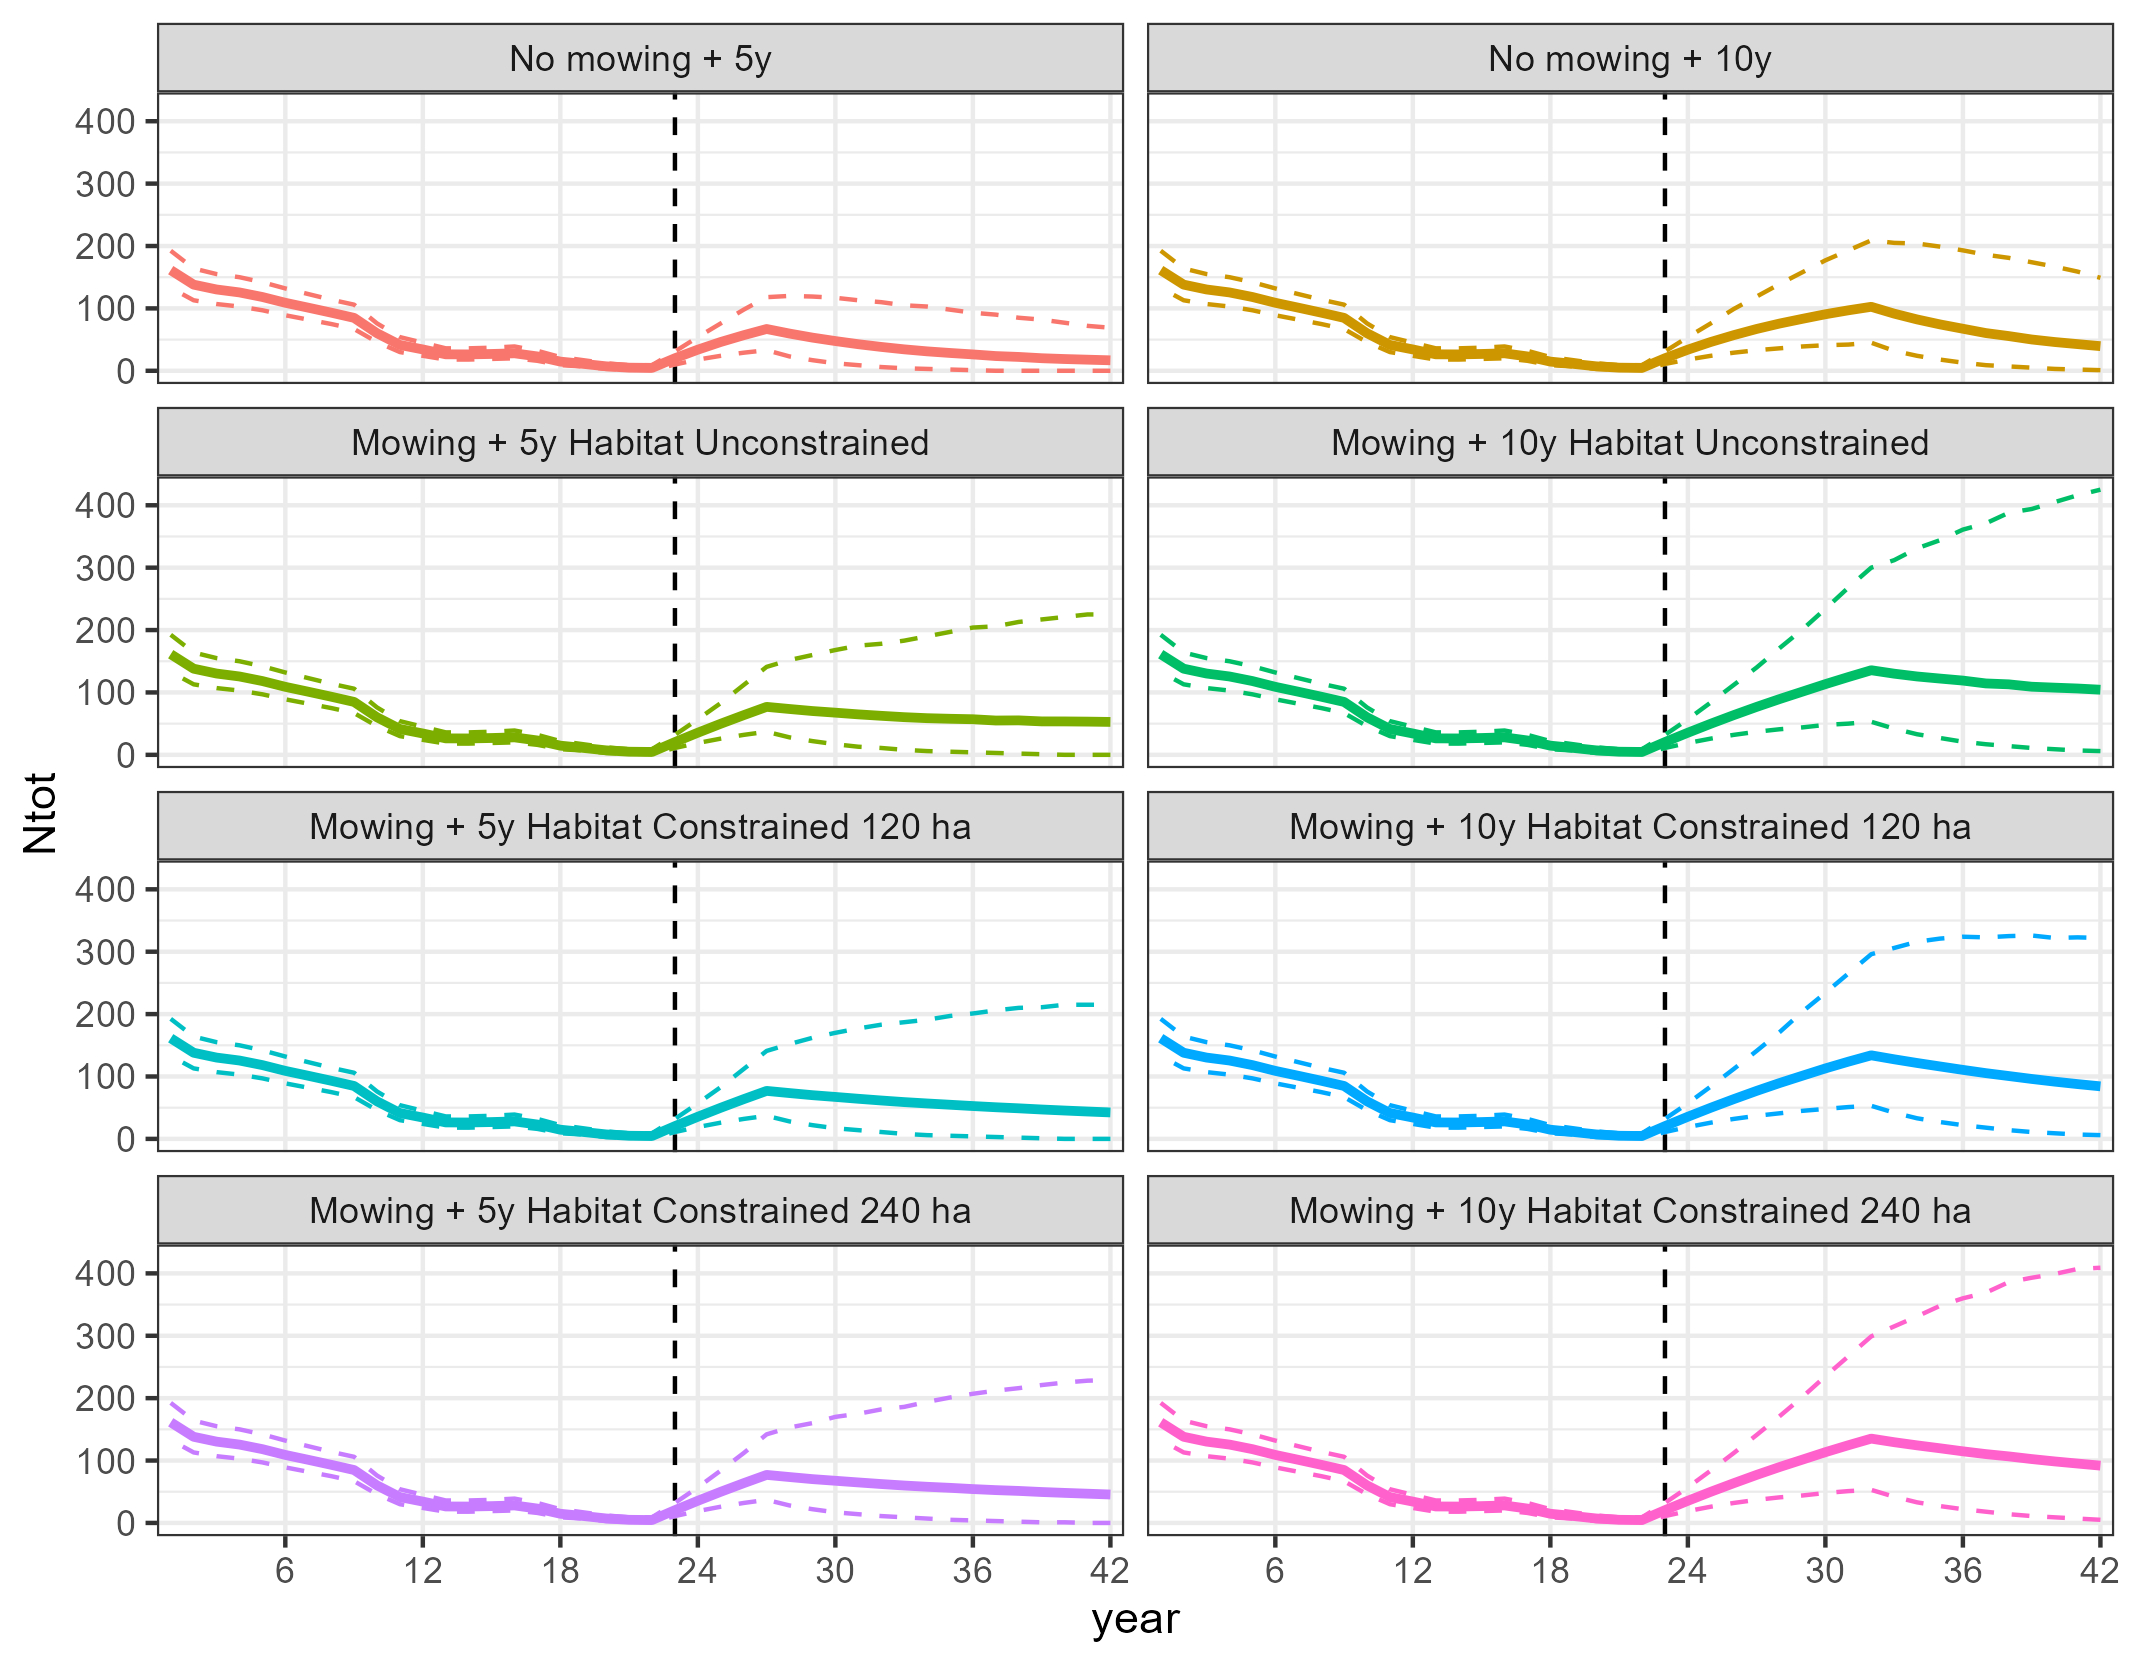 No mowing + 5y
No mowing + 10y
400
300
200
100
0
Mowing + 5y Habitat Unconstrained
Mowing + 10y Habitat Unconstrained
400
300
200
100
0
Ntot
Mowing + 5y Habitat Constrained 120 ha
Mowing + 10y Habitat Constrained 120 ha
400
300
200
100
0
Mowing + 5y Habitat Constrained 240 ha
Mowing + 10y Habitat Constrained 240 ha
400
300
200
100
0
6 12 18 24 30 36 42
6 12 18 24 30 36 42
year